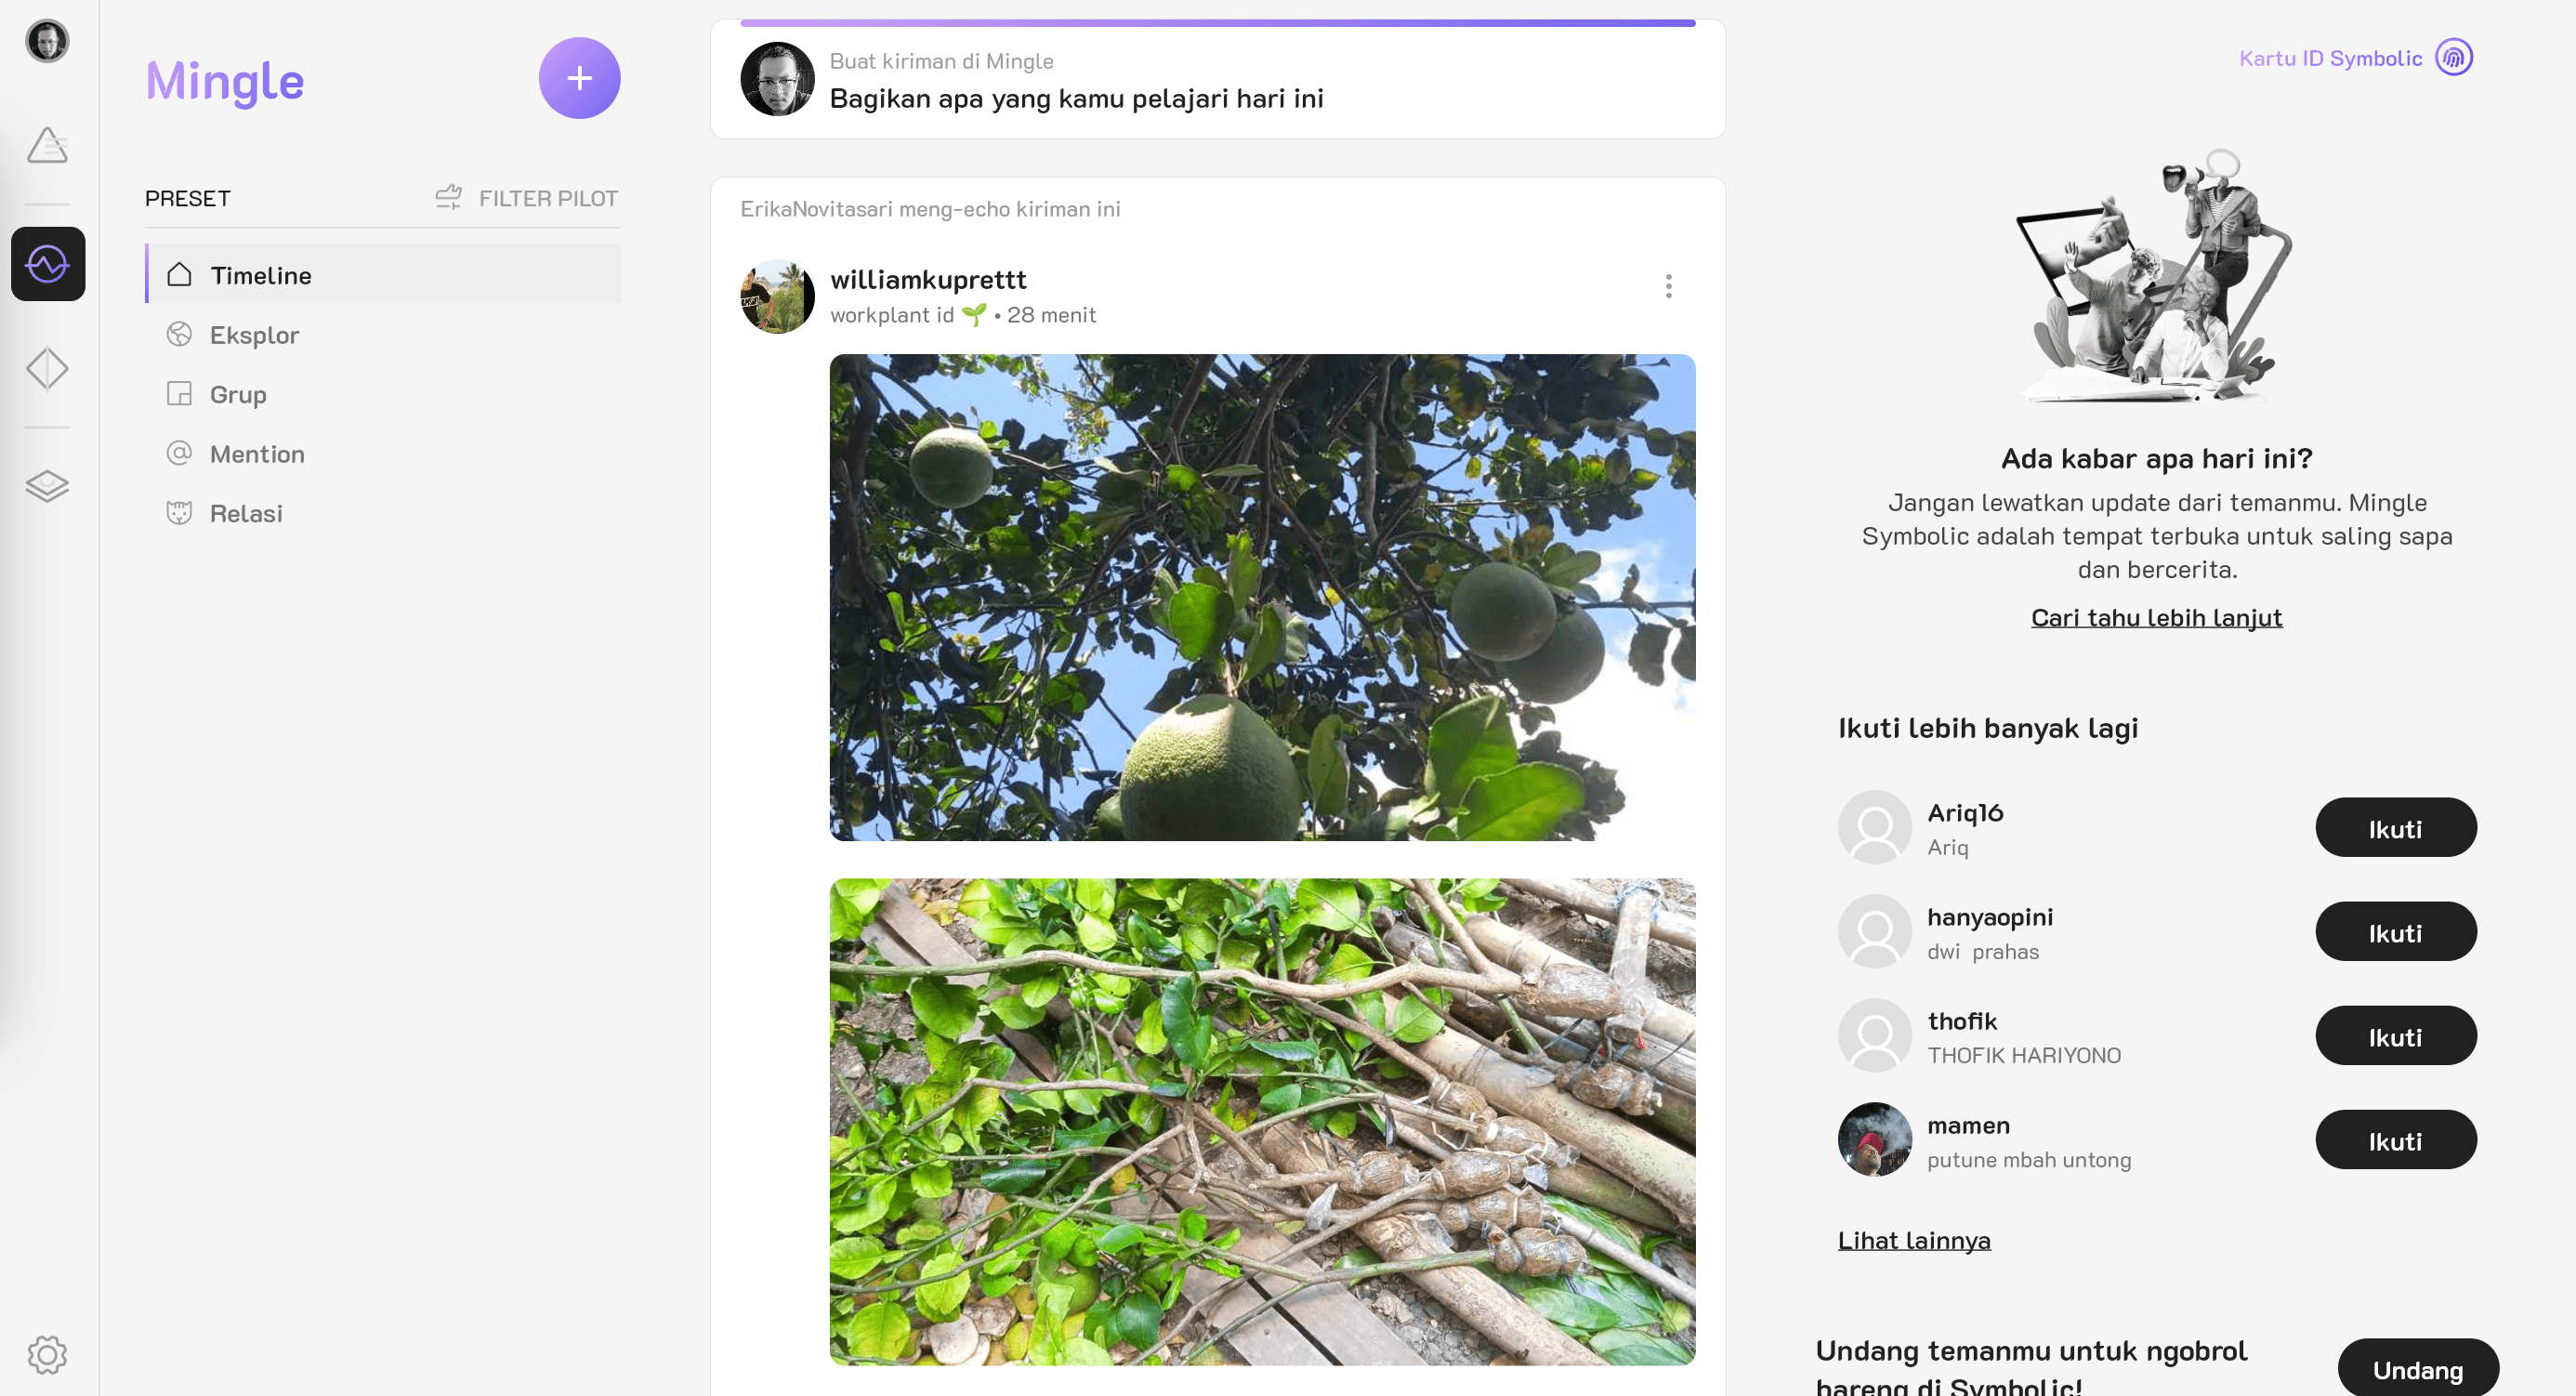 Mingle
PRESET
FILTER PILOT
Timeline
Eksplor
Grup
Mention
Relasi
Buat kiriman di Mingle
Bagikan apa yang kamu pelajari hari ini
ErikaNovitasari meng-echo kiriman ini
williamkuprettt
workplant id 🌱 • 28 menit
Kartu ID Symbolic
Ada kabar apa hari ini?
Jangan lewatkan update dari temanmu. Mingle
Symbolic adalah tempat terbuka untuk saling sapa
dan bercerita.
Cari tahu lebih lanjut
Ikuti lebih banyak lagi
Ariq16
Ariq
Ikuti
hanyaopini
dwi prahas
Ikuti
thofik
THOFIK HARIYONO
Ikuti
mamen
putune mbah untong
Ikuti
Lihat lainnya
Undang temanmu untuk ngobrol
bareng di Symbolic!
Undang